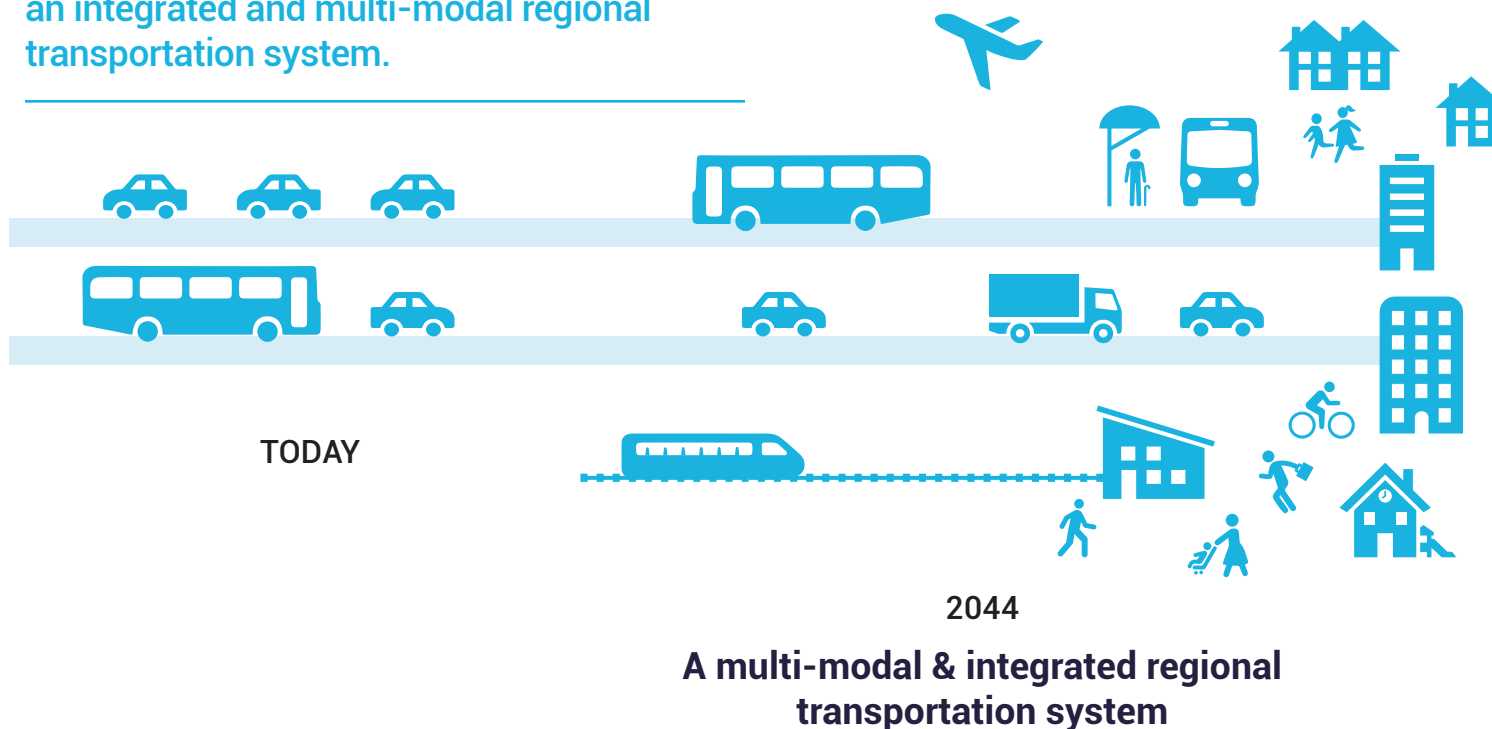 an integrated and multi-modal regional
transportation system.
TODAY
2044
A multi-modal & integrated regional
transportation system